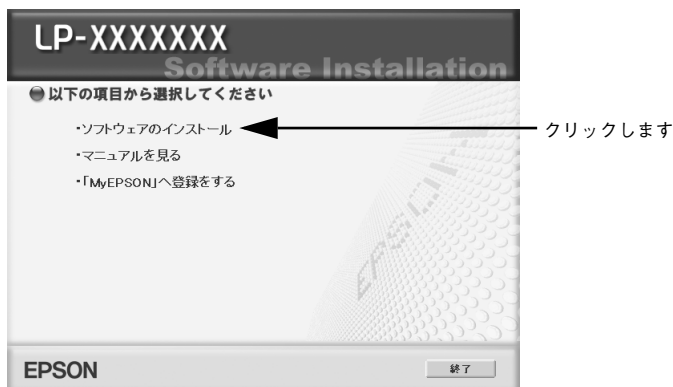 LP-XXXXXXX
Software Installation
以下の項目から選択してください
・ソフトウェアのインストール
クリックします
・マニュアルを見る
・「MyEPSON」へ登録をする
EPSON
EPSON
終了